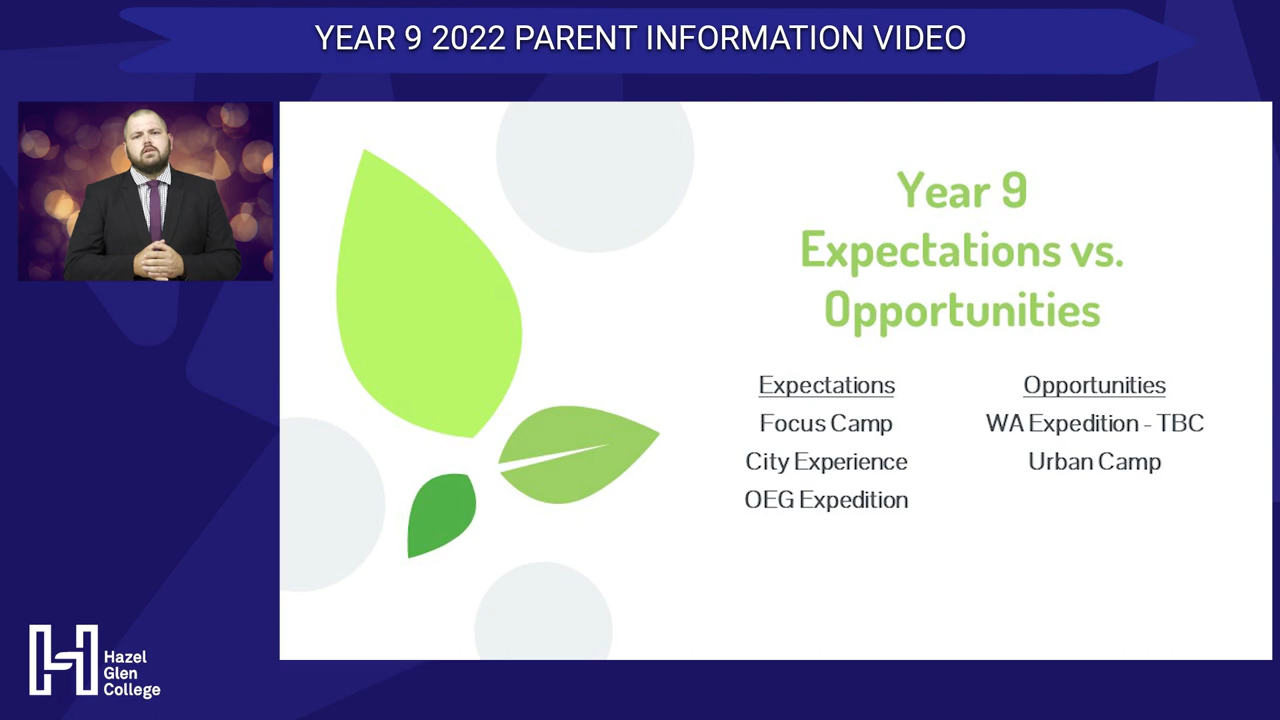 YEAR 9 2022 PARENT INFORMATION VIDEO
Year 9
Expectations vs.
Opportunities
Expectations
Focus Camp
City Experience
OEG Expedition
Opportunities
WA Expedition - TBC
Urban Camp
Hazel
Glen
College